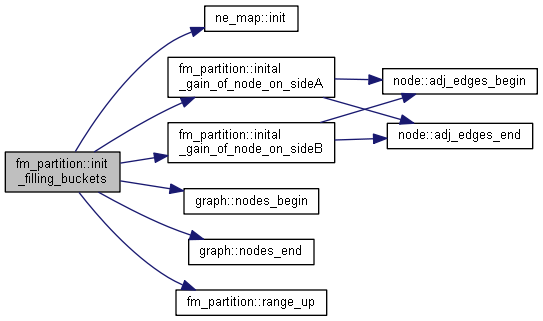 ne_map::init
fm_partition::inital
_gain_of_node_on_sideA
node::adj_edges_begin
fm_partition::inital
_gain_of_node_on_sideB
node::adj_edges_end
fm_partition::init
_filling_buckets
graph::nodes_begin
graph::nodes_end
fm_partition::range_up